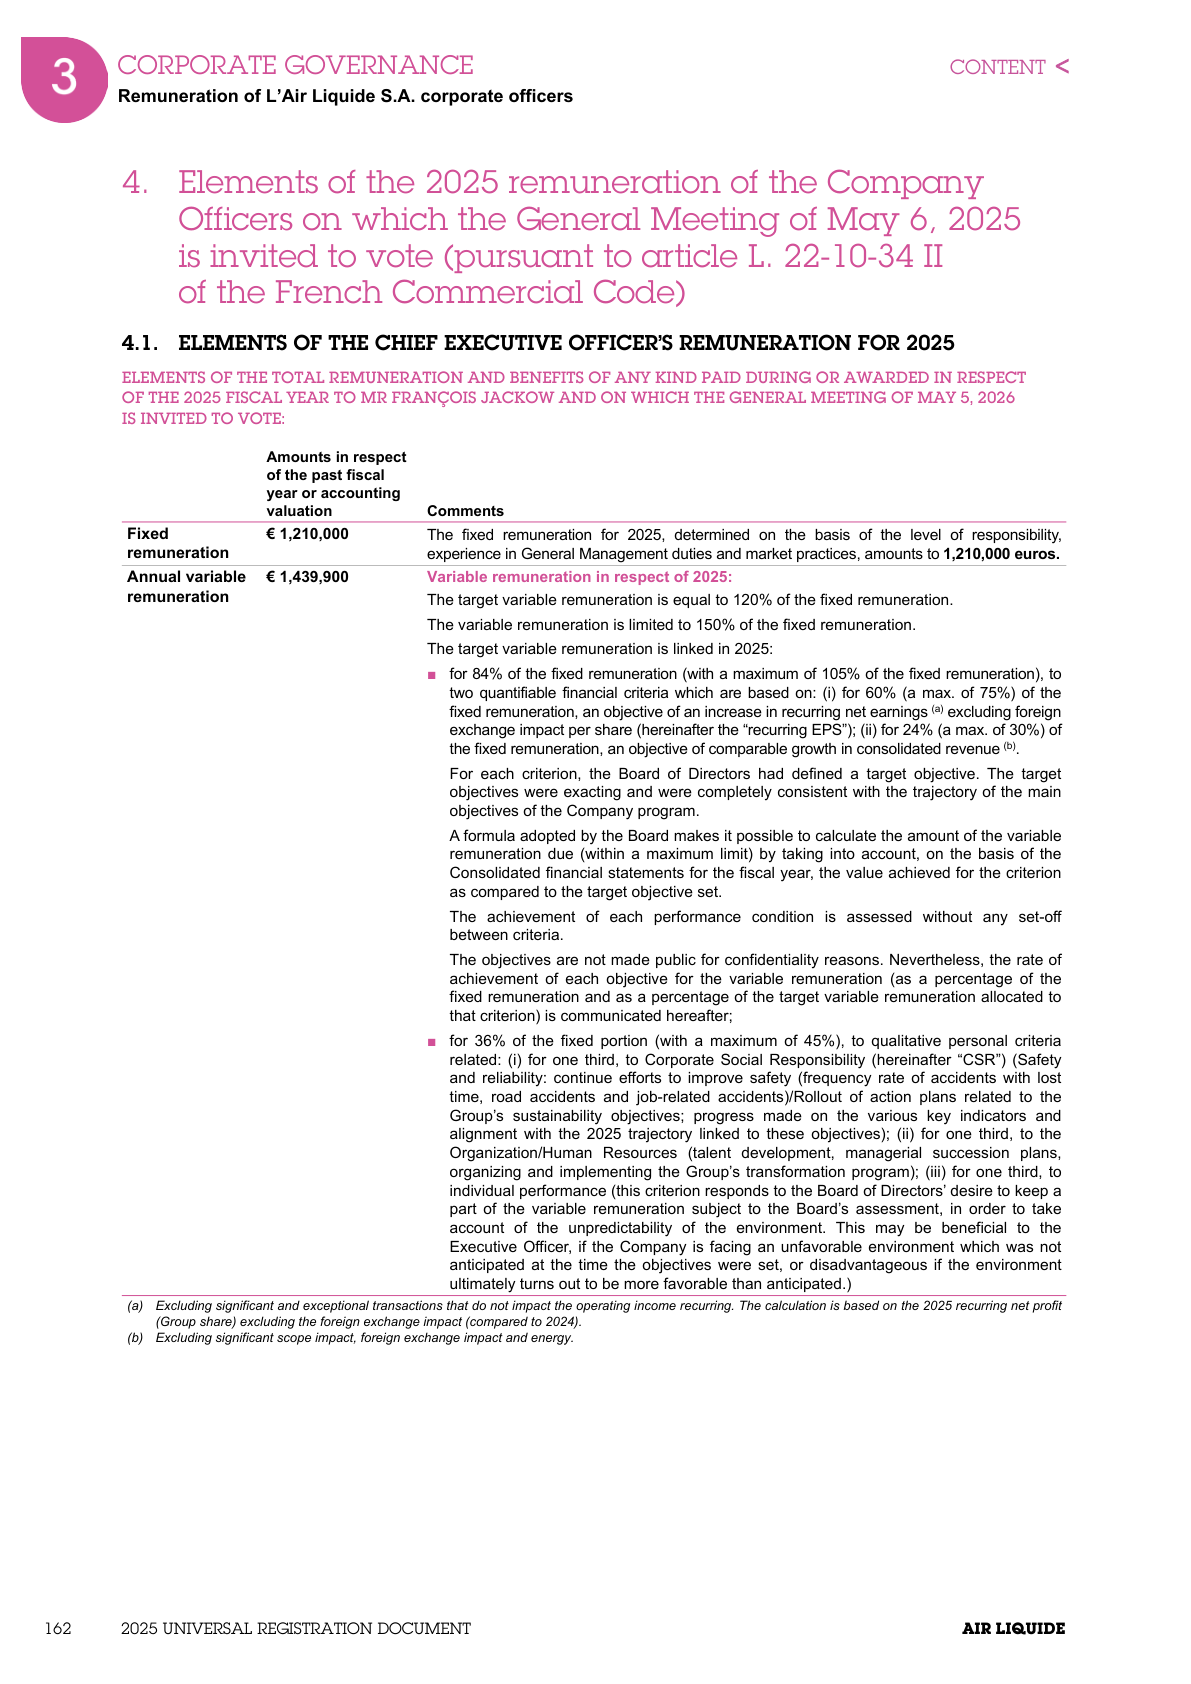 3
CORPORATE GOVERNANCE
CONTENT <
Remuneration of L’Air Liquide S.A. corporate officers
4. Elements of the 2025 remuneration of the Company
Officers on which the General Meeting of May 6, 2025
is invited to vote (pursuant to article L. 22-10-34 II
of the French Commercial Code)
4.1. ELEMENTS OF THE CHIEF EXECUTIVE OFFICER’S REMUNERATION FOR 2025
ELEMENTS OF THE TOTAL REMUNERATION AND BENEFITS OF ANY KIND PAID DURING OR AWARDED IN RESPECT
OF THE 2025 FISCAL YEAR TO MR FRANÇOIS JACKOW AND ON WHICH THE GENERAL MEETING OF MAY 5, 2026
IS INVITED TO VOTE:
Amounts in respect
of the past fiscal
year or accounting
valuation
Comments
Fixed
remuneration
€ 1,210,000
The fixed remuneration for 2025, determined on the basis of the level of responsibility,
experience in General Management duties and market practices, amounts to 1,210,000 euros.
Annual variable
remuneration
€ 1,439,900
Variable remuneration in respect of 2025:
The target variable remuneration is equal to 120% of the fixed remuneration.
The variable remuneration is limited to 150% of the fixed remuneration.
The target variable remuneration is linked in 2025:
■ for 84% of the fixed remuneration (with a maximum of 105% of the fixed remuneration), to
two quantifiable financial criteria which are based on: (i) for 60% (a max. of 75%) of the
fixed remuneration, an objective of an increase in recurring net earnings (a) excluding foreign
exchange impact per share (hereinafter the “recurring EPS”); (ii) for 24% (a max. of 30%) of
the fixed remuneration, an objective of comparable growth in consolidated revenue (b).
For each criterion, the Board of Directors had defined a target objective. The target
objectives were exacting and were completely consistent with the trajectory of the main
objectives of the Company program.
A formula adopted by the Board makes it possible to calculate the amount of the variable
remuneration due (within a maximum limit) by taking into account, on the basis of the
Consolidated financial statements for the fiscal year, the value achieved for the criterion
as compared to the target objective set.
The achievement of each performance condition is assessed without any set-off
between criteria.
The objectives are not made public for confidentiality reasons. Nevertheless, the rate of
achievement of each objective for the variable remuneration (as a percentage of the
fixed remuneration and as a percentage of the target variable remuneration allocated to
that criterion) is communicated hereafter;
■ for 36% of the fixed portion (with a maximum of 45%), to qualitative personal criteria
related: (i) for one third, to Corporate Social Responsibility (hereinafter “CSR”) (Safety
and reliability: continue efforts to improve safety (frequency rate of accidents with lost
time, road accidents and job-related accidents)/Rollout of action plans related to the
Group’s sustainability objectives; progress made on the various key indicators and
alignment with the 2025 trajectory linked to these objectives); (ii) for one third, to the
Organization/Human Resources (talent development, managerial succession plans,
organizing and implementing the Group’s transformation program); (iii) for one third, to
individual performance (this criterion responds to the Board of Directors’ desire to keep a
part of the variable remuneration subject to the Board’s assessment, in order to take
account of the unpredictability of the environment. This may be beneficial to the
Executive Officer, if the Company is facing an unfavorable environment which was not
anticipated at the time the objectives were set, or disadvantageous if the environment
ultimately turns out to be more favorable than anticipated.)
(a) Excluding significant and exceptional transactions that do not impact the operating income recurring. The calculation is based on the 2025 recurring net profit
(Group share) excluding the foreign exchange impact (compared to 2024).
(b) Excluding significant scope impact, foreign exchange impact and energy.
162
2025 UNIVERSAL REGISTRATION DOCUMENT
AIR LIQUIDE